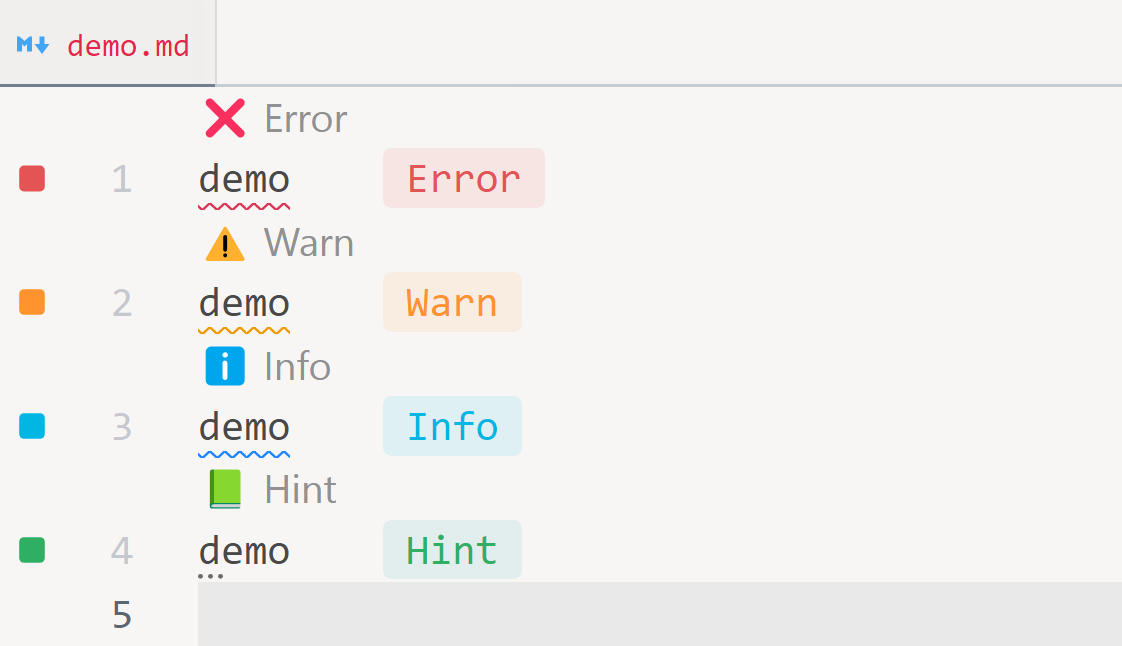 demo.md
Error
1 demo Error
Warn
2 demo Warn
Info
3 demo Info
Hint
4 demo Hint
5